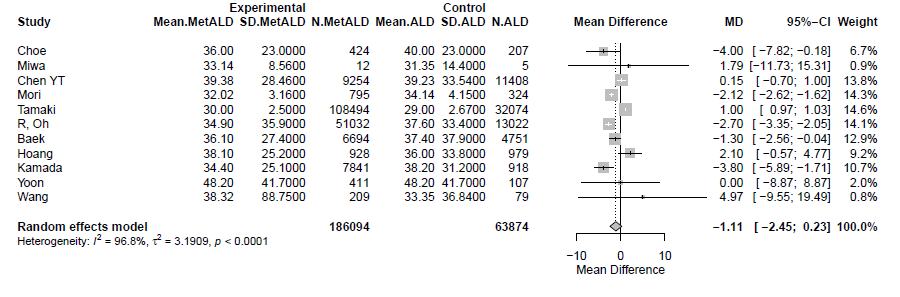 Experimental Control
Study Mean.MetALD SD.MetALD N.MetALD Mean.ALD SD.ALD N.ALD Mean Difference MD 95%-CI Weight
Choe 36.00 23.0000 424 40.00 23.0000 207 −4.00 [ −7.82; −0.18] 6.7%
Miwa 33.14 8.5600 12 31.35 14.4000 5 1.79 [−11.73; 15.31] 0.9%
Chen YT 39.38 28.4600 9254 39.23 33.5400 11408 0.15 [ −0.70; 1.00] 13.8%
Mori 32.02 3.1600 795 34.14 4.1500 324 −2.12 [ −2.62; −1.62] 14.3%
Tamaki 30.00 2.5000 108494 29.00 2.6700 32074 1.00 [ 0.97; 1.03] 14.6%
R, Oh 34.90 35.9000 51032 37.60 33.4000 13022 −2.70 [ −3.35; −2.05] 14.1%
Baek 36.10 27.4000 6694 37.40 37.9000 4751 −1.30 [ −2.56; −0.04] 12.9%
Hoang 38.10 25.2000 928 36.00 33.8000 979 2.10 [ −0.57; 4.77] 9.2%
Kamada 34.40 25.1000 7841 38.20 31.2000 918 −3.80 [ −5.89; −1.71] 10.7%
Yoon 48.20 41.7000 411 48.20 41.7000 107 0.00 [ −8.87; 8.87] 2.0%
Wang 38.32 88.7500 209 33.35 36.8400 79 4.97 [ −9.55; 19.49] 0.8%
Random effects model 186094 63874 −1.11 [ −2.45; 0.23] 100.0%
Heterogeneity: I² = 96.8%, τ² = 3.1909, p < 0.0001
−10 0 10
Mean Difference